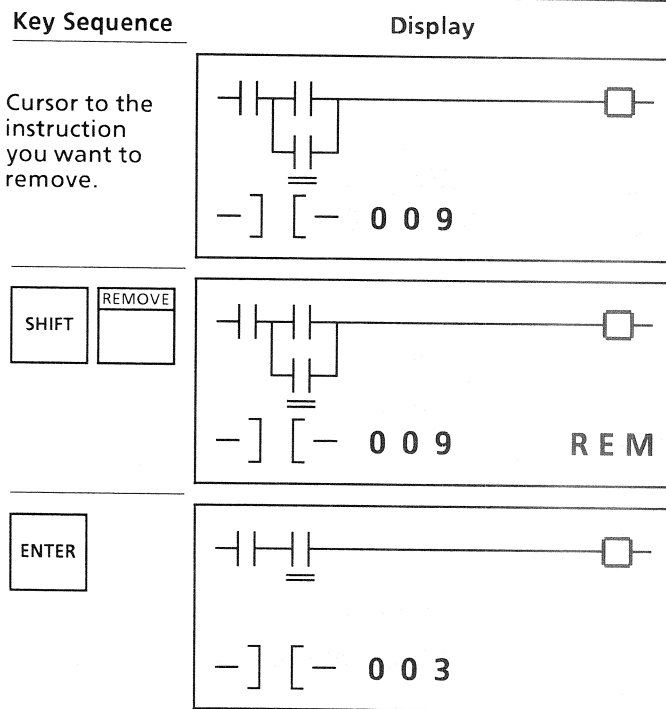 Key Sequence
Display
Cursor to the
instruction
you want to
remove.
0 0 9
SHIFT
REMOVE
0 0 9 REM
ENTER
0 0 3